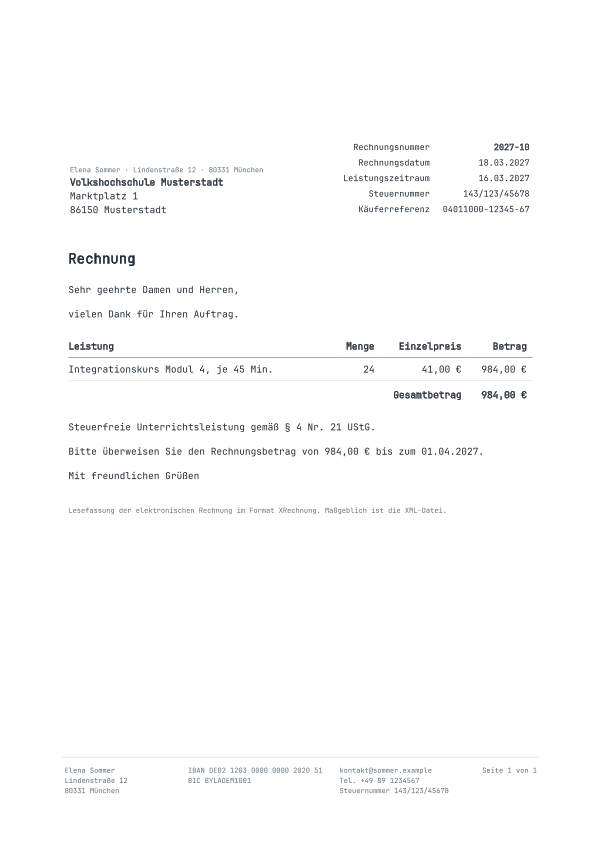 Rechnungsnummer 2027-10
Rechnungsdatum 18.03.2027
Leistungszeitraum 16.03.2027
Steuernummer 143/123/45678
Käuferreferenz 04011000-12345-67
Elena Sommer · Lindenstraße 12 · 80331 München
Volkshochschule Musterstadt
Marktplatz 1
86150 Musterstadt
Rechnung
Sehr geehrte Damen und Herren,
vielen Dank für Ihren Auftrag.
Leistung Menge Einzelpreis Betrag
Integrationskurs Modul 4, je 45 Min. 24 41,00 € 984,00 €
Gesamtbetrag 984,00 €
Steuerfreie Unterrichtsleistung gemäß § 4 Nr. 21 UStG.
Bitte überweisen Sie den Rechnungsbetrag von 984,00 € bis zum 01.04.2027.
Mit freundlichen Grüßen
Lesefassung der elektronischen Rechnung im Format XRechnung. Maßgeblich ist die XML-Datei.
Elena Sommer IBAN DE02 1203 0000 0000 2020 51 kontakt@sommer.example Seite 1 von 1
Lindenstraße 12 BIC BYLADEM1001 Tel. +49 89 1234567
80331 München Steuernummer 143/123/45678